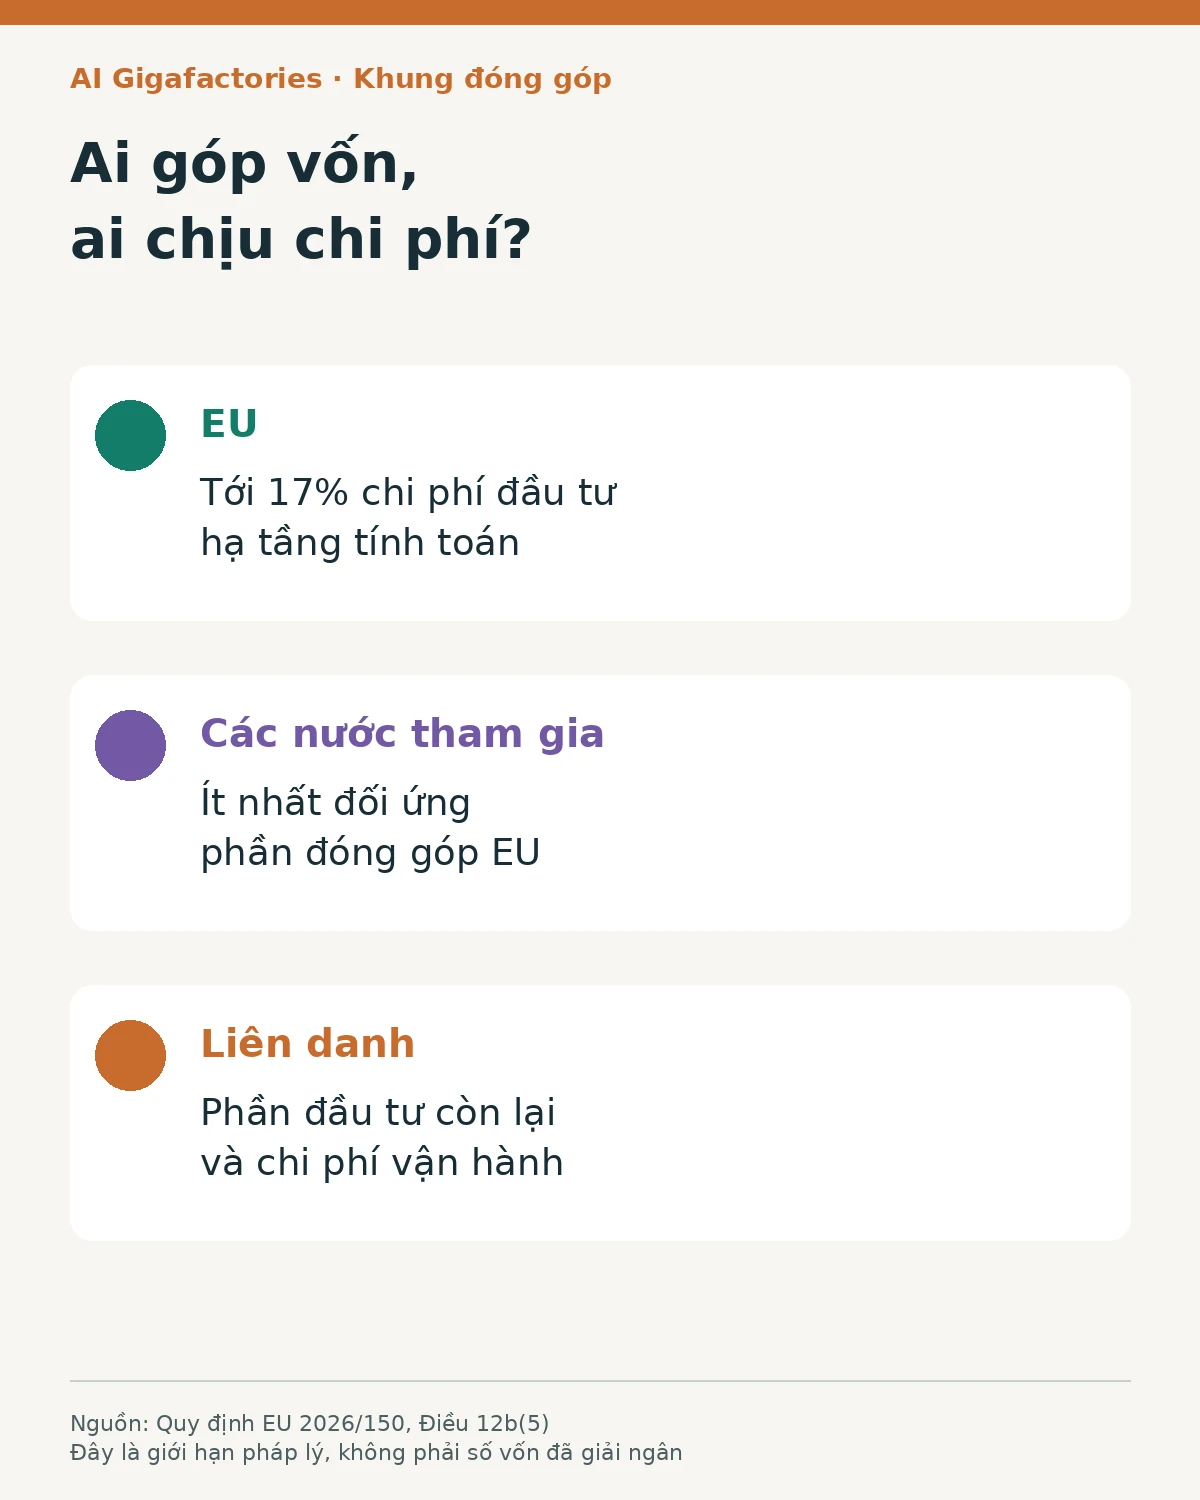 AI Gigafactories · Khung đóng góp
Ai góp vốn,
ai chịu chi phí?
EU
Tới 17% chi phí đầu tư
hạ tầng tính toán
Các nước tham gia
Ít nhất đối ứng
phần đóng góp EU
Liên danh
Phần đầu tư còn lại
và chi phí vận hành
Nguồn: Quy định EU 2026/150, Điều 12b(5)
Đây là giới hạn pháp lý, không phải số vốn đã giải ngân